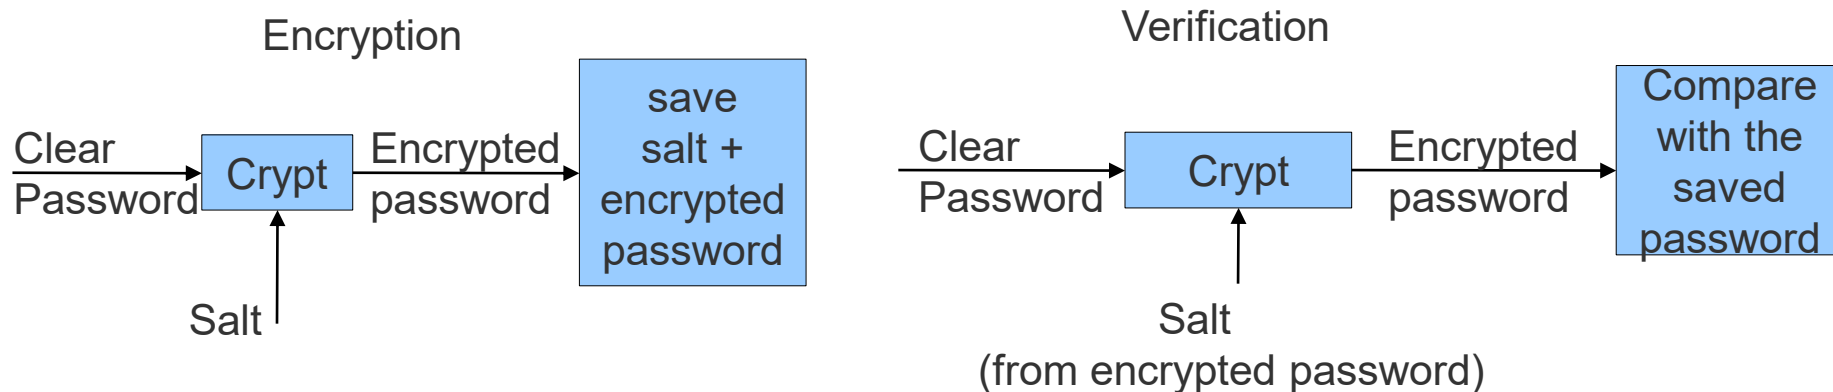 Encryption
Clear
Password
Crypt
Encrypted
password
save
salt +
encrypted
password
Salt
Verification
Clear
Password
Crypt
Encrypted
password
Compare
with the
saved
password
Salt
(from encrypted password)